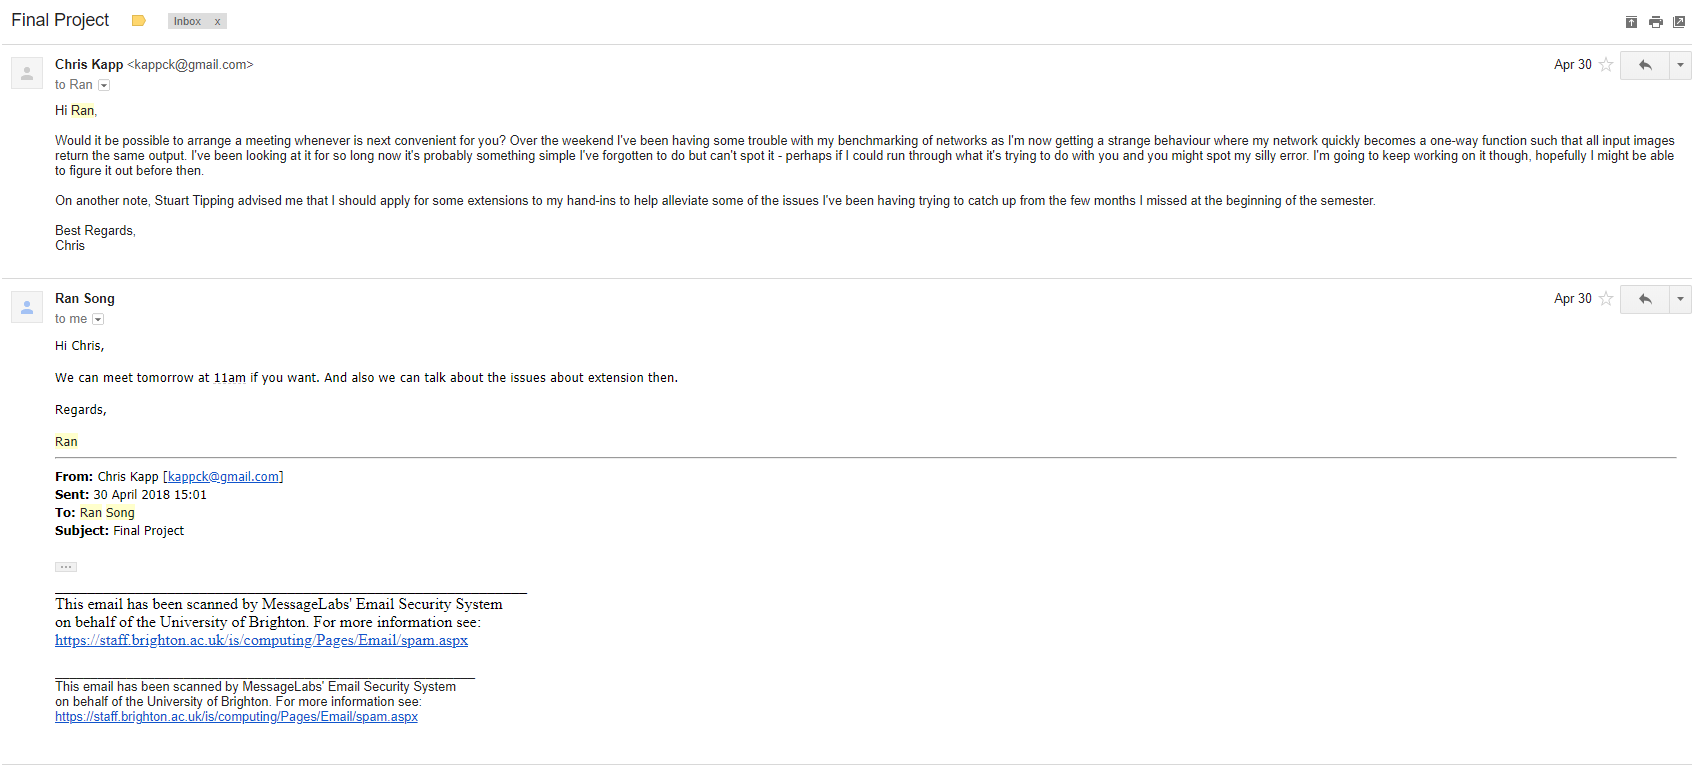 Final Project
Inbox x
Chris Kapp <kappck@gmail.com>
Apr 30
to Ran
Hi Ran,
Would it be possible to arrange a meeting whenever is next convenient for you? Over the weekend I've been having some trouble with my benchmarking of networks as I'm now getting a strange behaviour where my network quickly becomes a one-way function such that all input images
return the same output. I've been looking at it for so long now it's probably something simple I've forgotten to do but can't spot it - perhaps if I could run through what it's trying to do with you and you might spot my silly error. I'm going to keep working on it though, hopefully I might be able
to figure it out before then.
On another note, Stuart Tipping advised me that I should apply for some extensions to my hand-ins to help alleviate some of the issues I've been having trying to catch up from the few months I missed at the beginning of the semester.
Best Regards,
Chris
Ran Song
Apr 30
to me
Hi Chris,
We can meet tomorrow at 11am if you want. And also we can talk about the issues about extension then.
Regards,
Ran
From: Chris Kapp [kappck@gmail.com]
Sent: 30 April 2018 15:01
To: Ran Song
Subject: Final Project
This email has been scanned by MessageLabs' Email Security System
on behalf of the University of Brighton. For more information see:
https://staff.brighton.ac.uk/is/computing/Pages/Email/spam.aspx
This email has been scanned by MessageLabs' Email Security System
on behalf of the University of Brighton. For more information see:
https://staff.brighton.ac.uk/is/computing/Pages/Email/spam.aspx